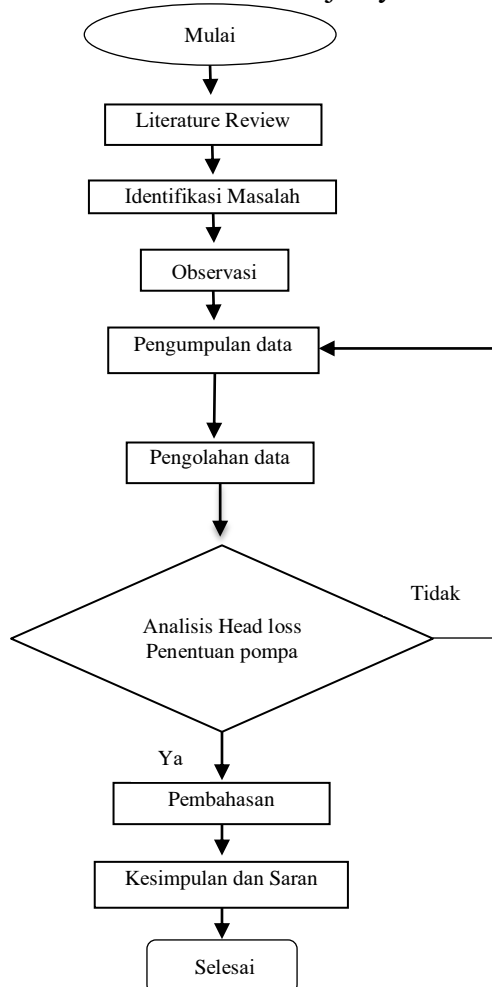 Mulai
Literature Review
Identifikasi Masalah
Observasi
Pengumpulan data
Pengolahan data
Tidak
Analisis Head loss
Penentuan pompa
Ya
Pembahasan
Kesimpulan dan Saran
Selesai